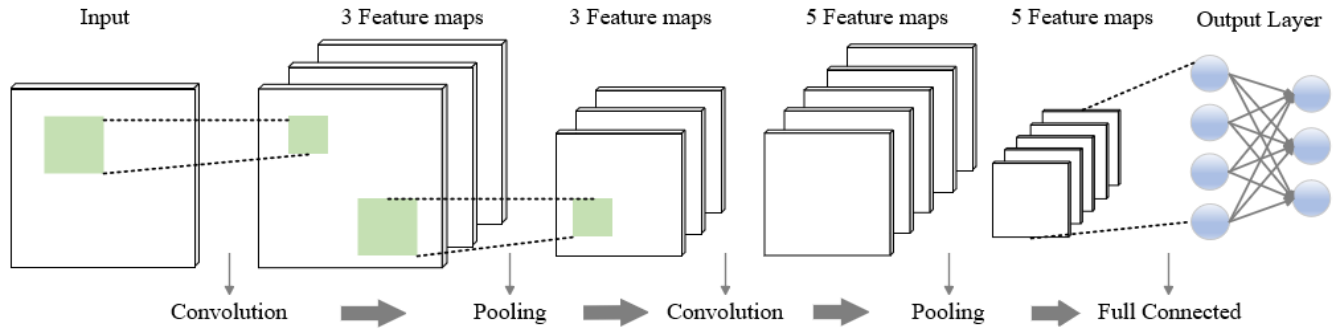 Input
3 Feature maps
3 Feature maps
5 Feature maps
5 Feature maps
Output Layer
Convolution
Pooling
Convolution
Pooling
Full Connected